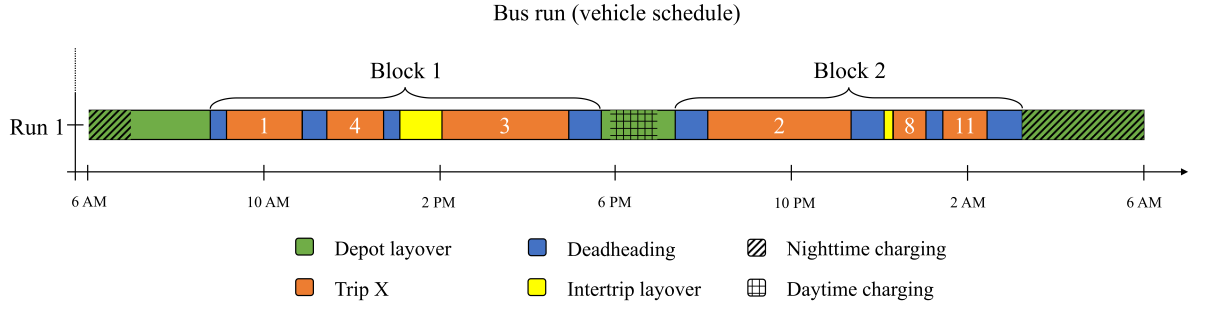 Bus run (vehicle schedule)
Block 1
Block 2
Run 1
1 4 3 2 8 11
6 AM 10 AM 2 PM 6 PM 10 PM 2 AM 6 AM
Depot layover Deadheading Nighttime charging
Trip X Intertrip layover Daytime charging